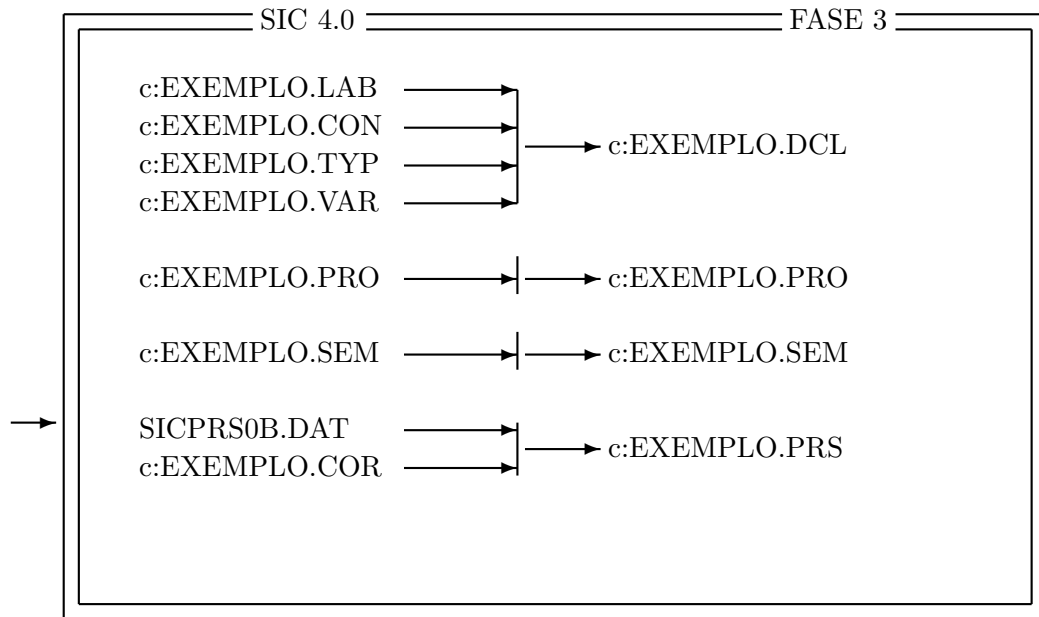 SIC 4.0 FASE 3
c:EXEMPLO.LAB
c:EXEMPLO.CON
c:EXEMPLO.DCL
c:EXEMPLO.TYP
c:EXEMPLO.VAR
c:EXEMPLO.PRO c:EXEMPLO.PRO
c:EXEMPLO.SEM c:EXEMPLO.SEM
SICPRS0B.DAT
c:EXEMPLO.PRS
c:EXEMPLO.COR